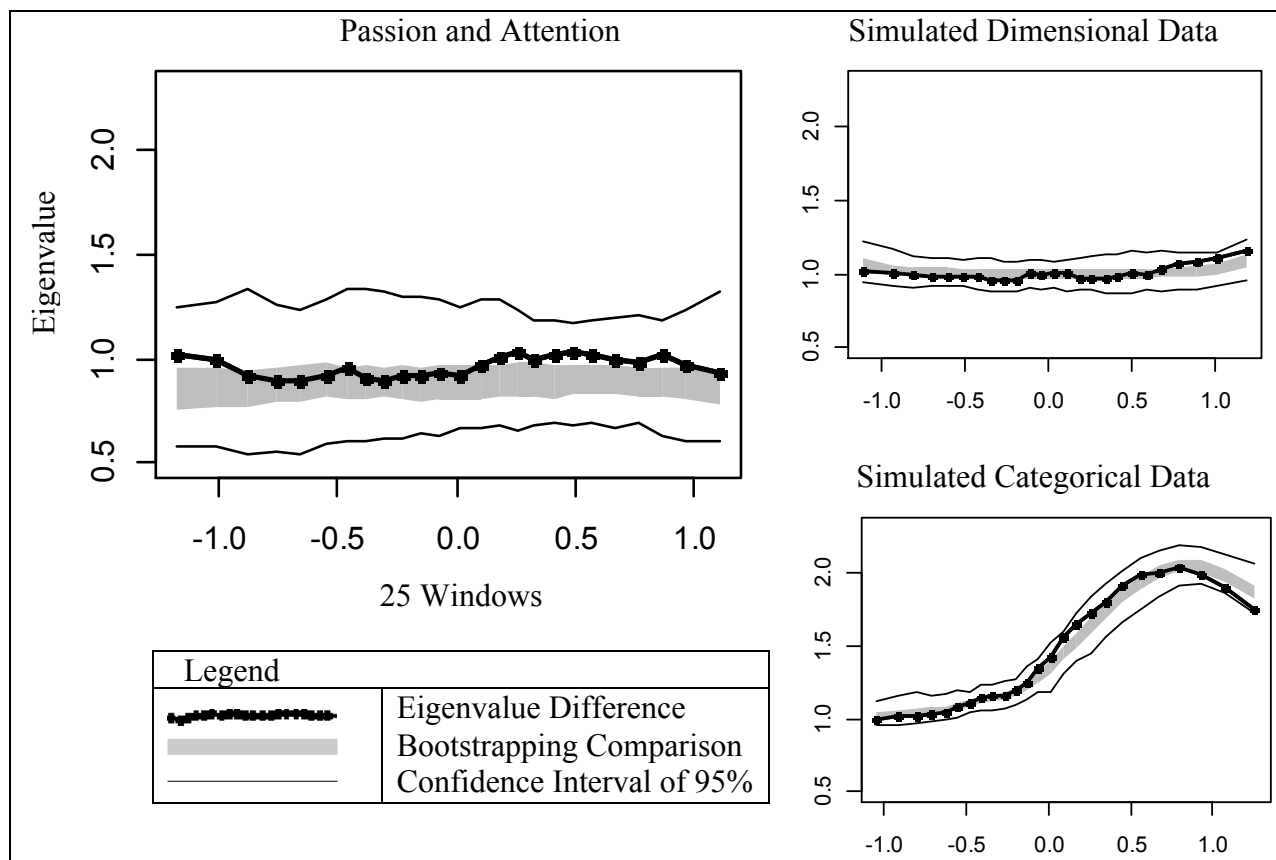 Passion and Attention
Eigenvalue
2.0
1.5
1.0
0.5
-1.0 -0.5 0.0 0.5 1.0
25 Windows
Legend
Eigenvalue Difference
Bootstrapping Comparison
Confidence Interval of 95%
Simulated Dimensional Data
2.0
1.5
1.0
0.5
-1.0 -0.5 0.0 0.5 1.0
Simulated Categorical Data
2.0
1.5
1.0
0.5
-1.0 -0.5 0.0 0.5 1.0